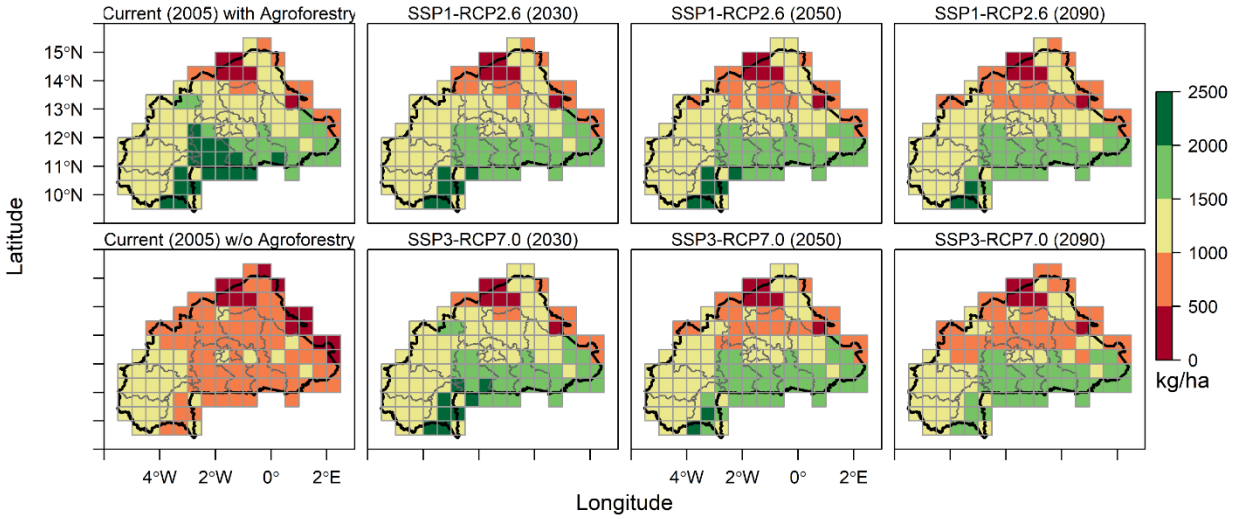 Current (2005) with Agroforestry
SSP1-RCP2.6 (2030)
SSP1-RCP2.6 (2050)
SSP1-RCP2.6 (2090)
15°N
14°N
13°N
12°N
11°N
10°N
Current (2005) w/o Agroforestry
SSP3-RCP7.0 (2030)
SSP3-RCP7.0 (2050)
SSP3-RCP7.0 (2090)
Latitude
2500
2000
1500
1000
500
0
kg/ha
4°W
2°W
0°
2°E
4°W
2°W
0°
2°E
Longitude